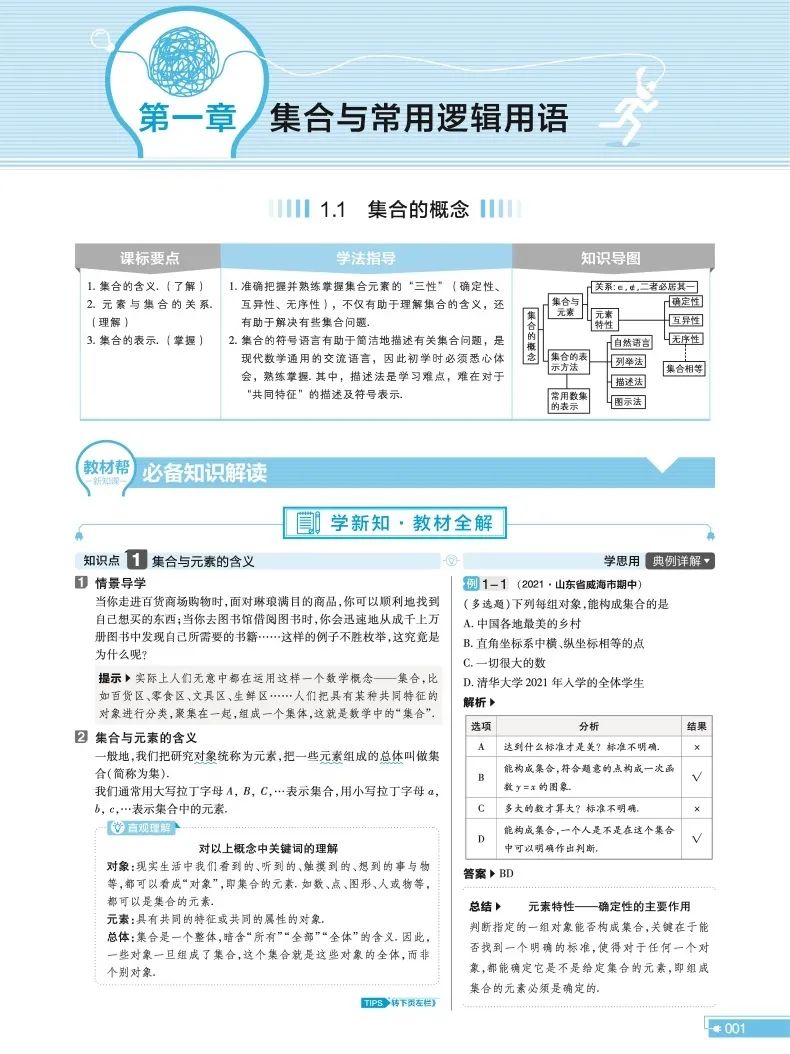 第一章 集合与常用逻辑用语
1.1 集合的概念
课标要点
1. 集合的含义.(了解)
2. 元素与集合的关系.
(理解)
3. 集合的表示.(掌握)
学法指导
1. 准确把握并熟练掌握集合元素的“三性”(确定性、
互异性、无序性),不仅有助于理解集合的含义,还
有助于解决有些集合问题.
2. 集合的符号语言有助于简洁地描述有关集合问题,是
现代数学通用的交流语言,因此初学时必须悉心体
会,熟练掌握.其中,描述法是学习难点,难在对于
“共同特征”的描述及符号表示.
知识导图
集合的概念
集合与
元素
关系:∈,∉,二者必居其一
元素
特性
确定性
互异性
无序性
集合相等
集合的表
示方法
自然语言
列举法
描述法
图示法
常用数集
的表示
教材帮
新知课
必备知识解读
学新知·教材全解
知识点 1 集合与元素的含义
1 情景导学
当你走进百货商场购物时,面对琳琅满目的商品,你可以顺利地找到
自己想买的东西;当你去图书馆借阅图书时,你会迅速地从成千上万
册图书中发现自己所需要的书籍……这样的例子不胜枚举,这究竟是
为什么呢?
提示▶ 实际上人们无意中都在运用这样一个数学概念——集合,比
如百货区、零食区、文具区、生鲜区……人们把具有某种共同特征的
对象进行分类,聚集在一起,组成一个集体,这就是数学中的“集合”.
2 集合与元素的含义
一般地,我们把研究对象统称为元素,把一些元素组成的总体叫做集
合(简称为集).
我们通常用大写拉丁字母 A, B, C,…表示集合,用小写拉丁字母 a,
b, c,…表示集合中的元素.
直观理解
对以上概念中关键词的理解
对象:现实生活中我们看到的、听到的、触摸到的、想到的事与物
等,都可以看成“对象”,即集合的元素.如数、点、图形、人或物等,
都可以是集合的元素.
元素:具有共同的特征或共同的属性的对象.
总体:集合是一个整体,暗含“所有”“全部”“全体”的含义.因此,
一些对象一旦组成了集合,这个集合就是这些对象的全体,而非
个别对象.
TIPS 转下页左栏》
学思用 典例详解▼
例 1-1 (2021·山东省威海市期中)
(多选题)下列每组对象,能构成集合的是
A. 中国各地最美的乡村
B. 直角坐标系中横、纵坐标相等的点
C. 一切很大的数
D. 清华大学 2021 年入学的全体学生
解析▶
选项 分析 结果
A 达到什么标准才是美?标准不明确. ×
B 能构成集合,符合题意的点构成一次函
数 y=x 的图象. √
C 多大的数才算大?标准不明确. ×
D 能构成集合,一个人是不是在这个集合
中可以明确作出判断. √
答案▶ BD
总结▶ 元素特性——确定性的主要作用
判断指定的一组对象能否构成集合,关键在于能
否找到一个明确的标准,使得对于任何一个对
象,都能确定它是不是给定集合的元素,即组成
集合的元素必须是确定的.
001